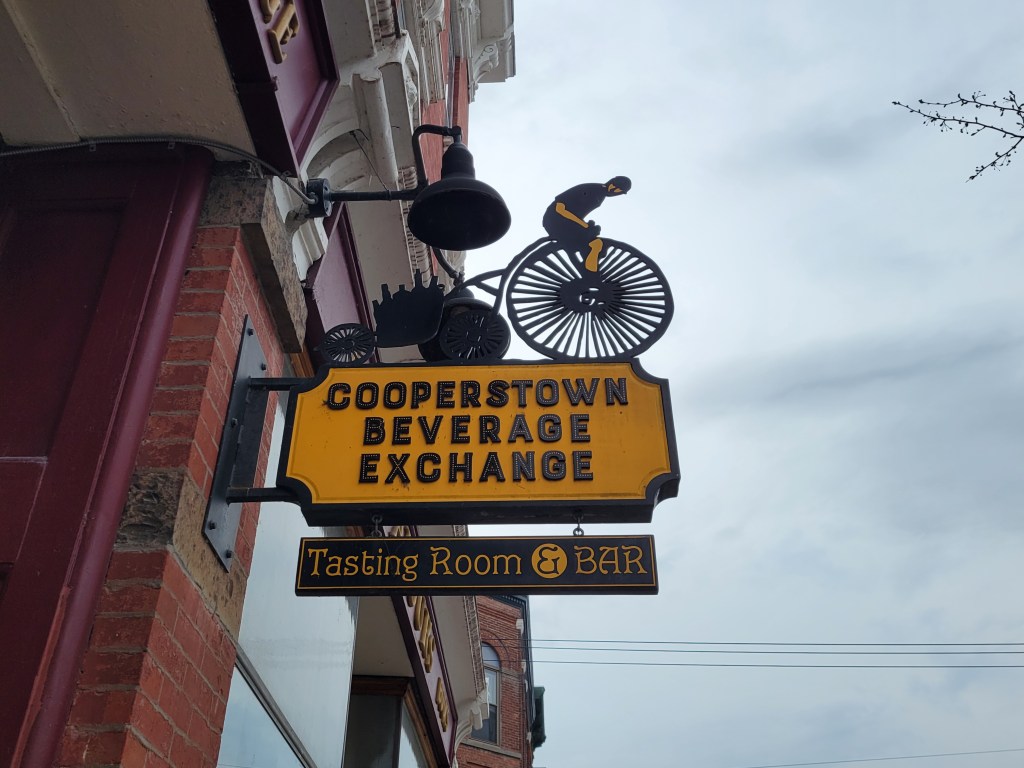 COOPERSTOWN
BEVERAGE
EXCHANGE
Tasting Room & BAR